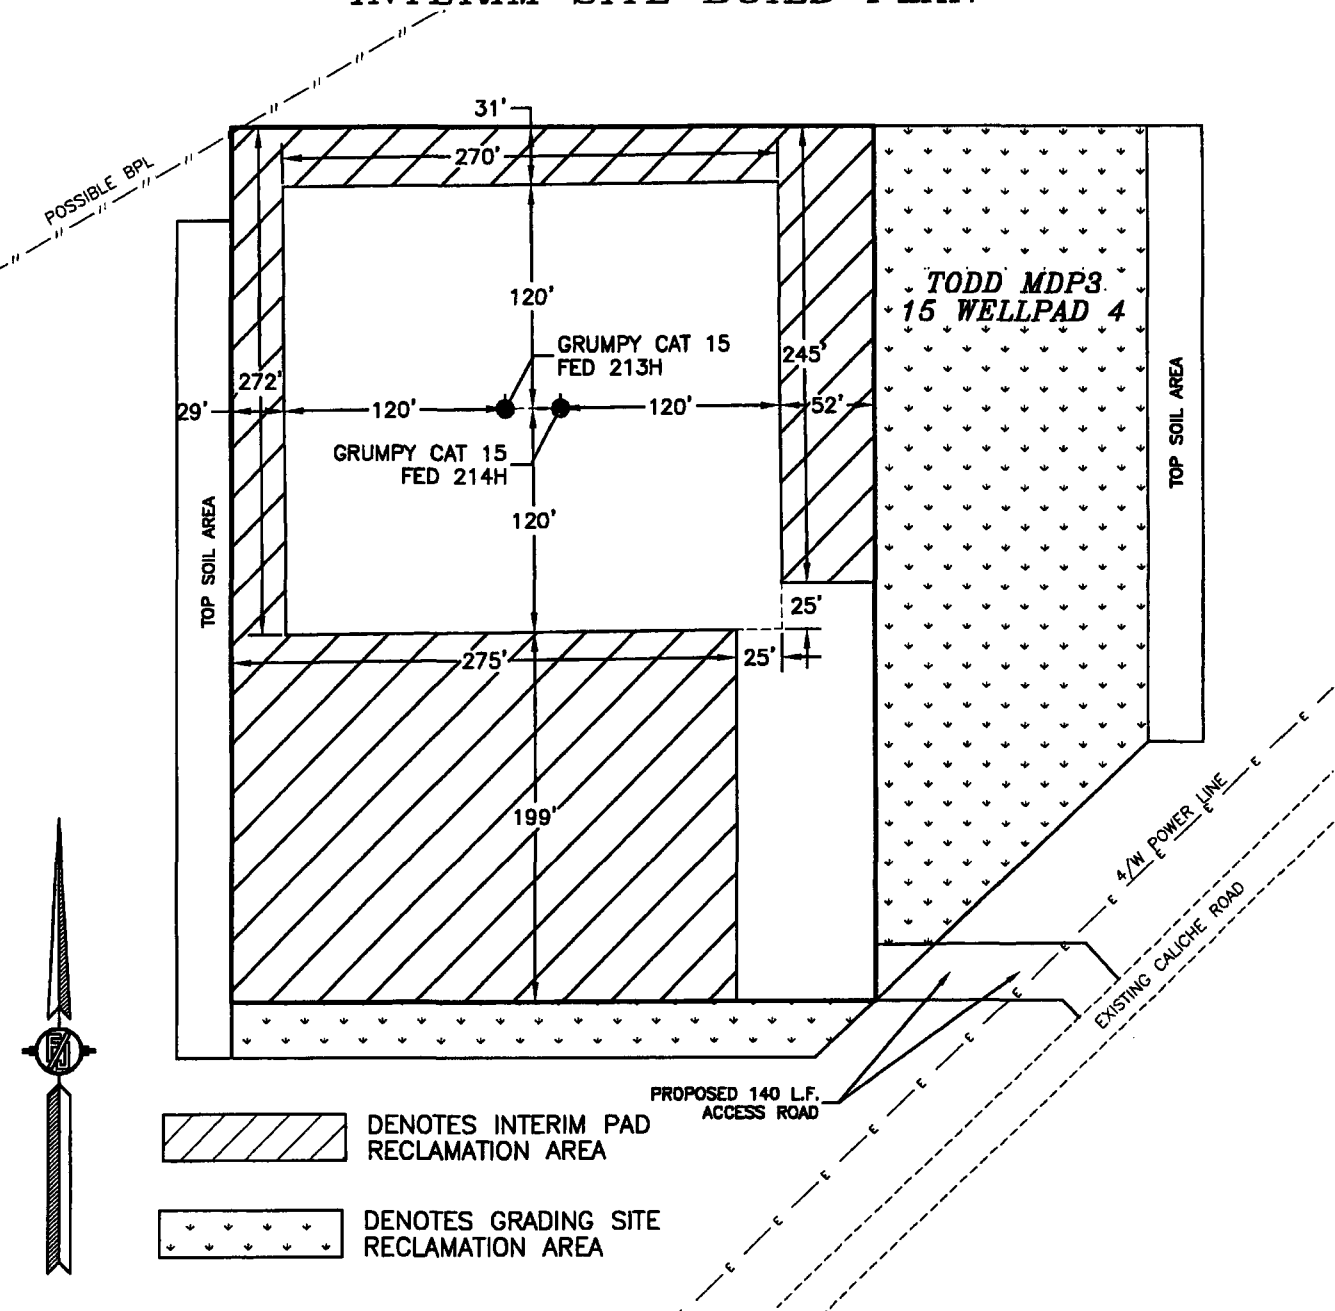 INTERIM SITE BUILD PLAN
31'
270'
POSSIBLE BPL
TODD MDP3
15 WELLPAD 4
120'
GRUMPY CAT 15
FED 213H
245'
272'
29'
120'
120'
52'
TOP SOIL AREA
GRUMPY CAT 15
FED 214H
120'
TOP SOIL AREA
25'
275'
25'
199'
4/W POWER LINE
EXISTING CALICHE ROAD
E
E
E
E
E
E
E
E
E
E
E
E
E
PROPOSED 140 L.F.
ACCESS ROAD
DENOTES INTERIM PAD
RECLAMATION AREA
DENOTES GRADING SITE
RECLAMATION AREA